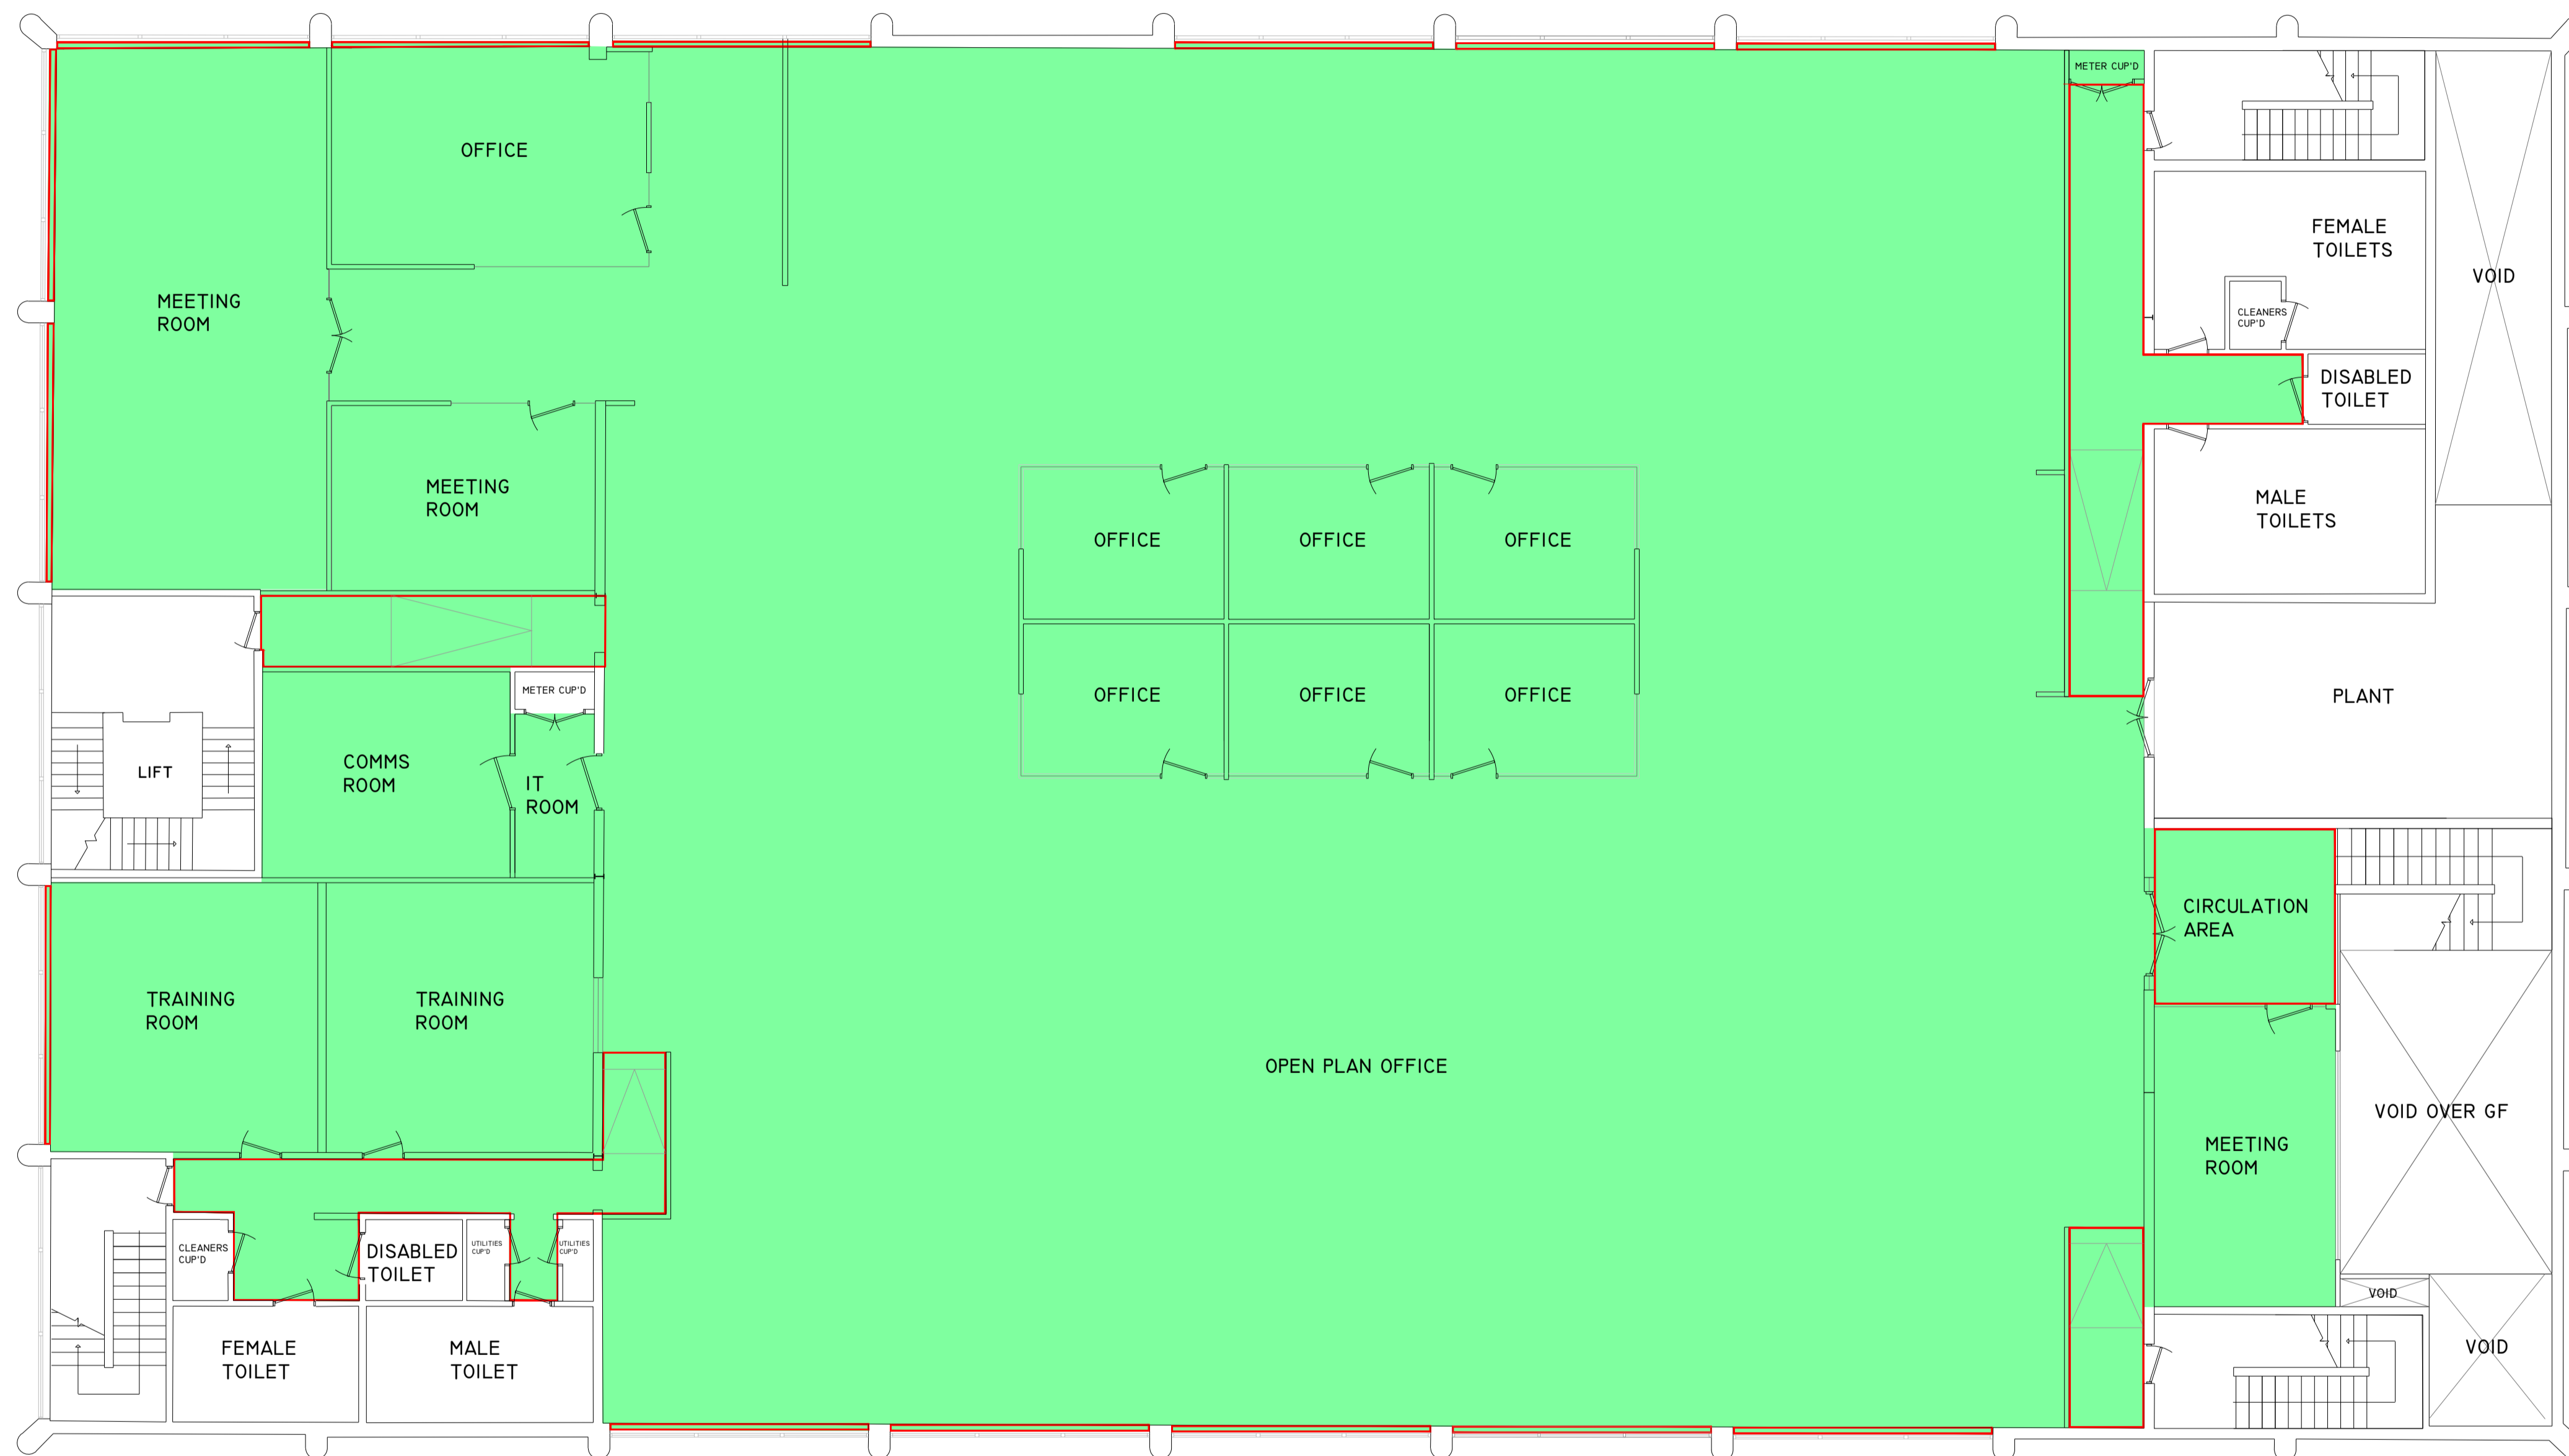 METER CUP'D
OFFICE
FEMALE
TOILETS
VOID
MEETING
ROOM
CLEANERS
CUP'D
DISABLED
TOILET
MEETING
ROOM
MALE
TOILETS
OFFICE
OFFICE
OFFICE
METER CUP'D
OFFICE
OFFICE
OFFICE
PLANT
LIFT
COMMS
ROOM
IT
ROOM
CIRCULATION
AREA
TRAINING
ROOM
TRAINING
ROOM
OPEN PLAN OFFICE
VOID OVER GF
MEETING
ROOM
CLEANERS
CUP'D
DISABLED
TOILET
UTILITIES
CUP'D
UTILITIES
CUP'D
VOID
FEMALE
TOILET
MALE
TOILET
VOID